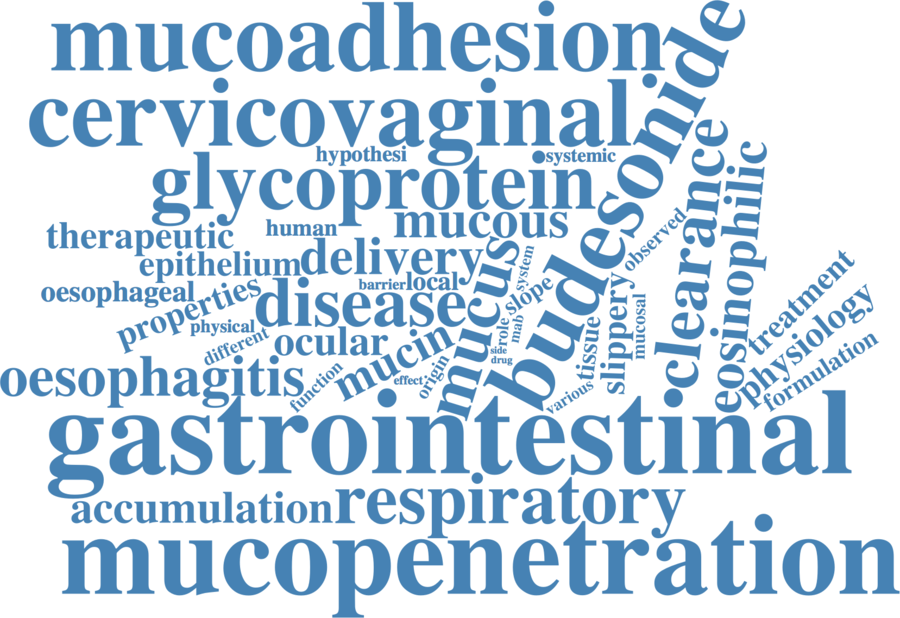 mucoadhesion
cervicovaginal
hypothesi
•systemic
glycoprotein
budesonide
clearance
eosinophilic
therapeutic
human
mucous
observed
epithelium
delivery
mucus
system
oesophageal
barrier
local
properties
disease
slope
physical
role
mab
slippery
mucosal
treatment
different
ocular
mucin
side
drug
tissue
physiology
oesophagitis
function
effect
origin
various
formulation
gastrointestinal
accumulation
respiratory
mucopenetration